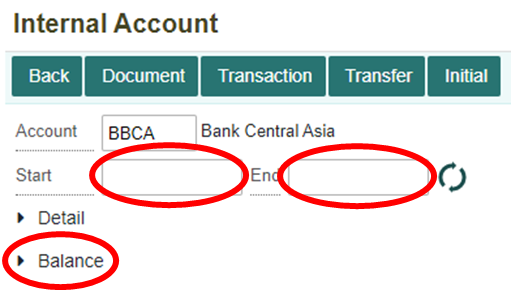 Internal Account
Back Document Transaction Transfer Initial
Account BBCA Bank Central Asia
Start End
Detail
Balance